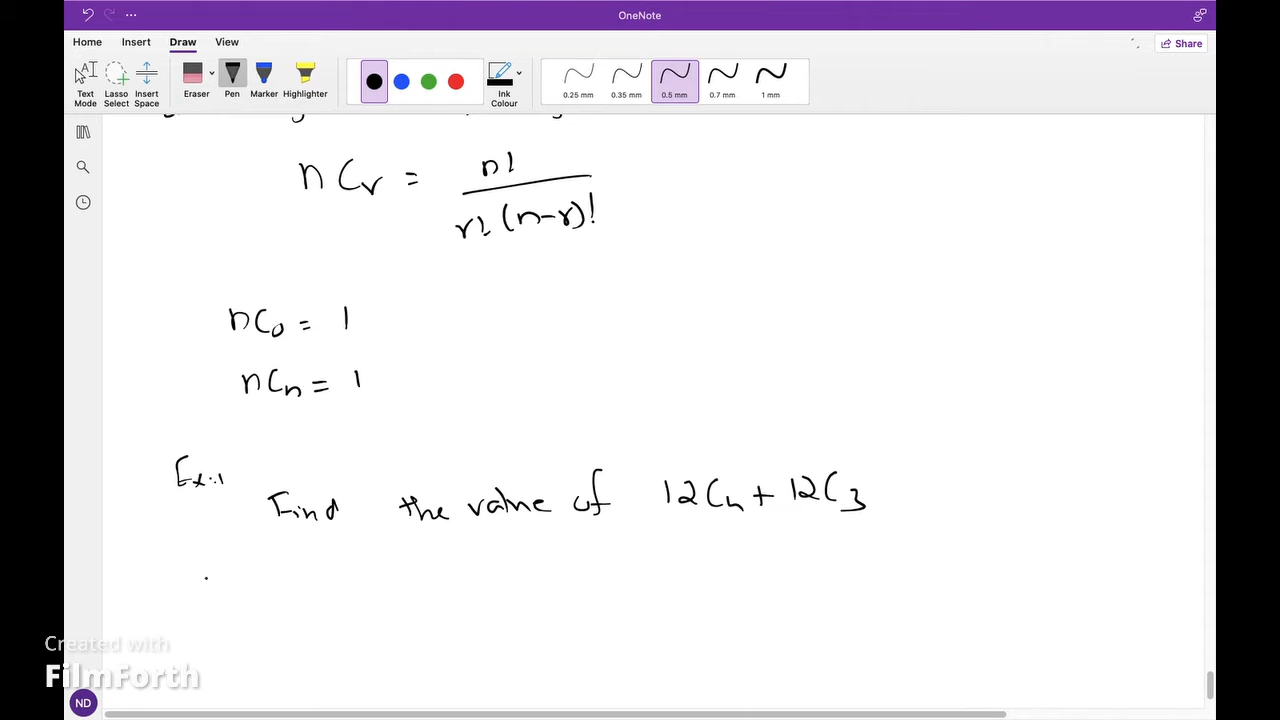 OneNote
Home Insert Draw View
Share
Text Mode
Lasso Select
Insert Space
Eraser
Pen
Marker
Highlighter
Ink Colour
0.25 mm
0.35 mm
0.5 mm
0.7 mm
1 mm
nCr = n! / r! (n-r)!
nC0 = 1
nCn = 1
Ex:1
Find the value of 12C4 + 12C3
Created with
FilmForth
ND